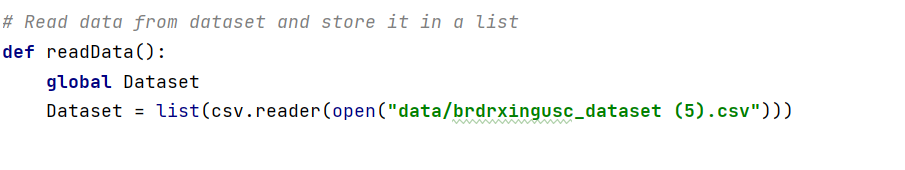 # Read data from dataset and store it in a list
def readData():
    global Dataset
    Dataset = list(csv.reader(open("data/brdrxingusc_dataset (5).csv")))